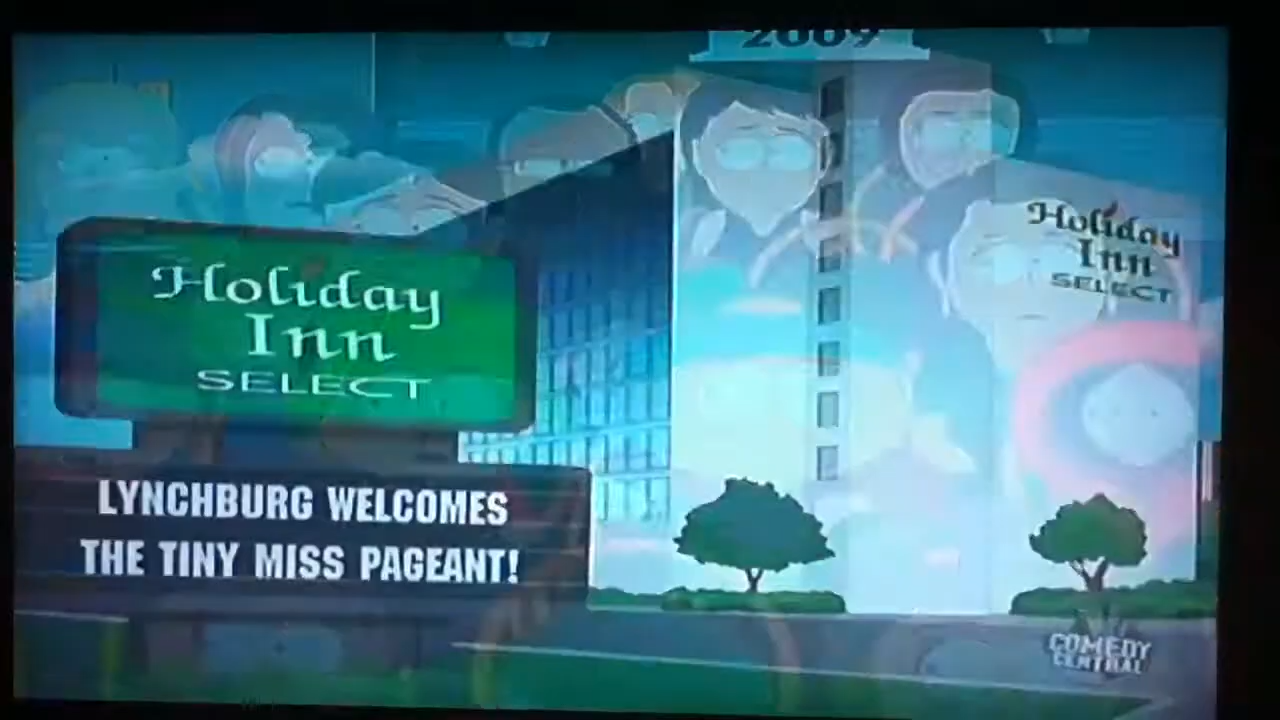 2009
Holiday
Inn
SELECT
Holiday
Inn
SELECT
LYNCHBURG WELCOMES
THE TINY MISS PAGEANT!
COMEDY
CENTRAL